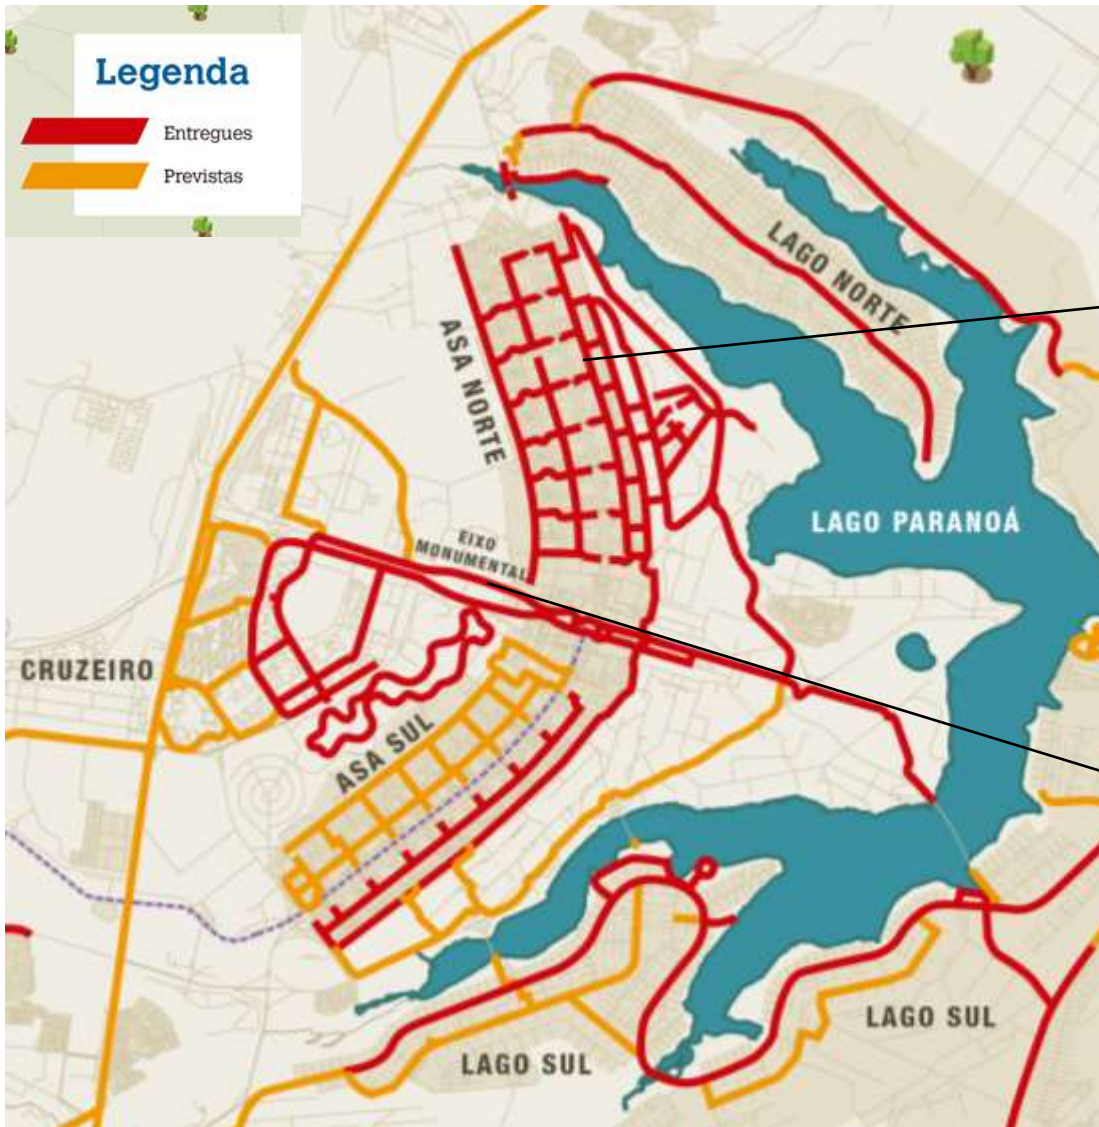 Legenda
Entregues
Previstas
LAGO NORTE
ASA NORTE
LAGO PARANOÁ
EIXO
MONUMENTAL
CRUZEIRO
ASA SUL
LAGO SUL
LAGO SUL